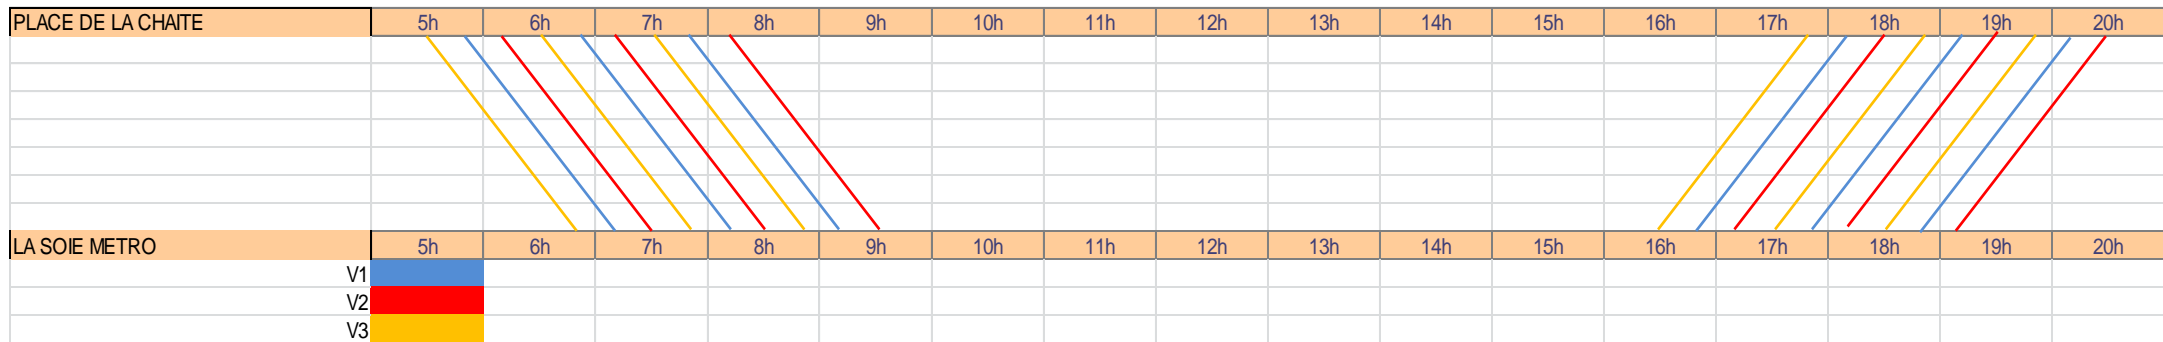 PLACE DE LA CHAITE 5h 6h 7h 8h 9h 10h 11h 12h 13h 14h 15h 16h 17h 18h 19h 20h
LA SOIE METRO 5h 6h 7h 8h 9h 10h 11h 12h 13h 14h 15h 16h 17h 18h 19h 20h
V1
V2
V3